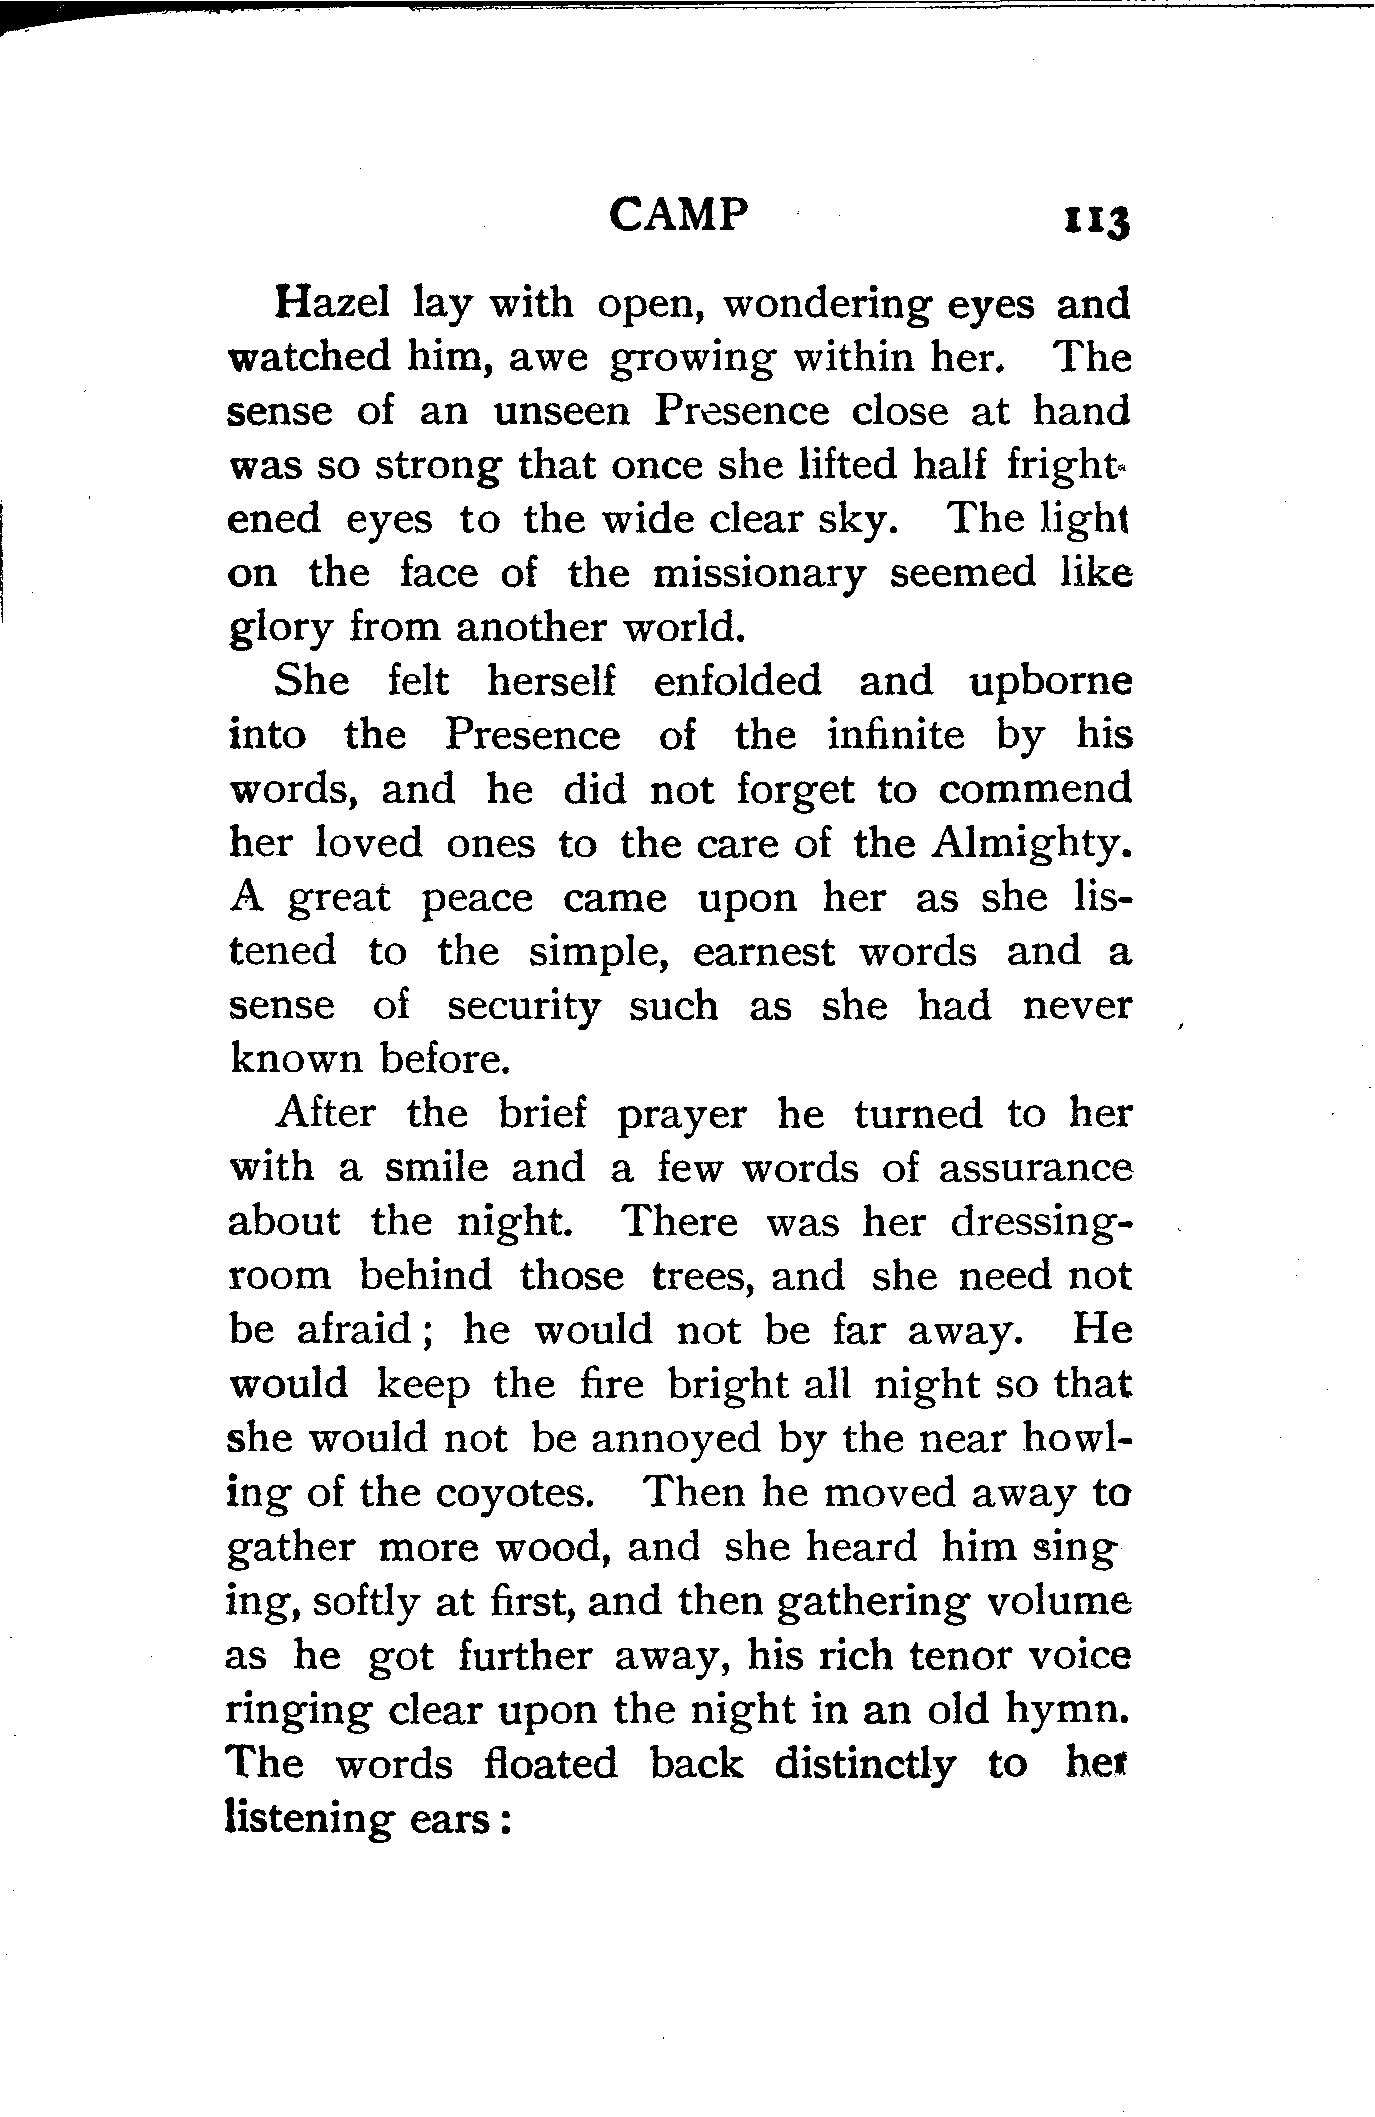 CAMP 113
Hazel lay with open, wondering eyes and
watched him, awe growing within her. The
sense of an unseen Presence close at hand
was so strong that once she lifted half fright-
ened eyes to the wide clear sky. The light
on the face of the missionary seemed like
glory from another world.
She felt herself enfolded and upborne
into the Presence of the infinite by his
words, and he did not forget to commend
her loved ones to the care of the Almighty.
A great peace came upon her as she lis-
tened to the simple, earnest words and a
sense of security such as she had never
known before.
After the brief prayer he turned to her
with a smile and a few words of assurance
about the night. There was her dressing-
room behind those trees, and she need not
be afraid; he would not be far away. He
would keep the fire bright all night so that
she would not be annoyed by the near howl-
ing of the coyotes. Then he moved away to
gather more wood, and she heard him sing
ing, softly at first, and then gathering volume
as he got further away, his rich tenor voice
ringing clear upon the night in an old hymn.
The words floated back distinctly to her
listening ears: